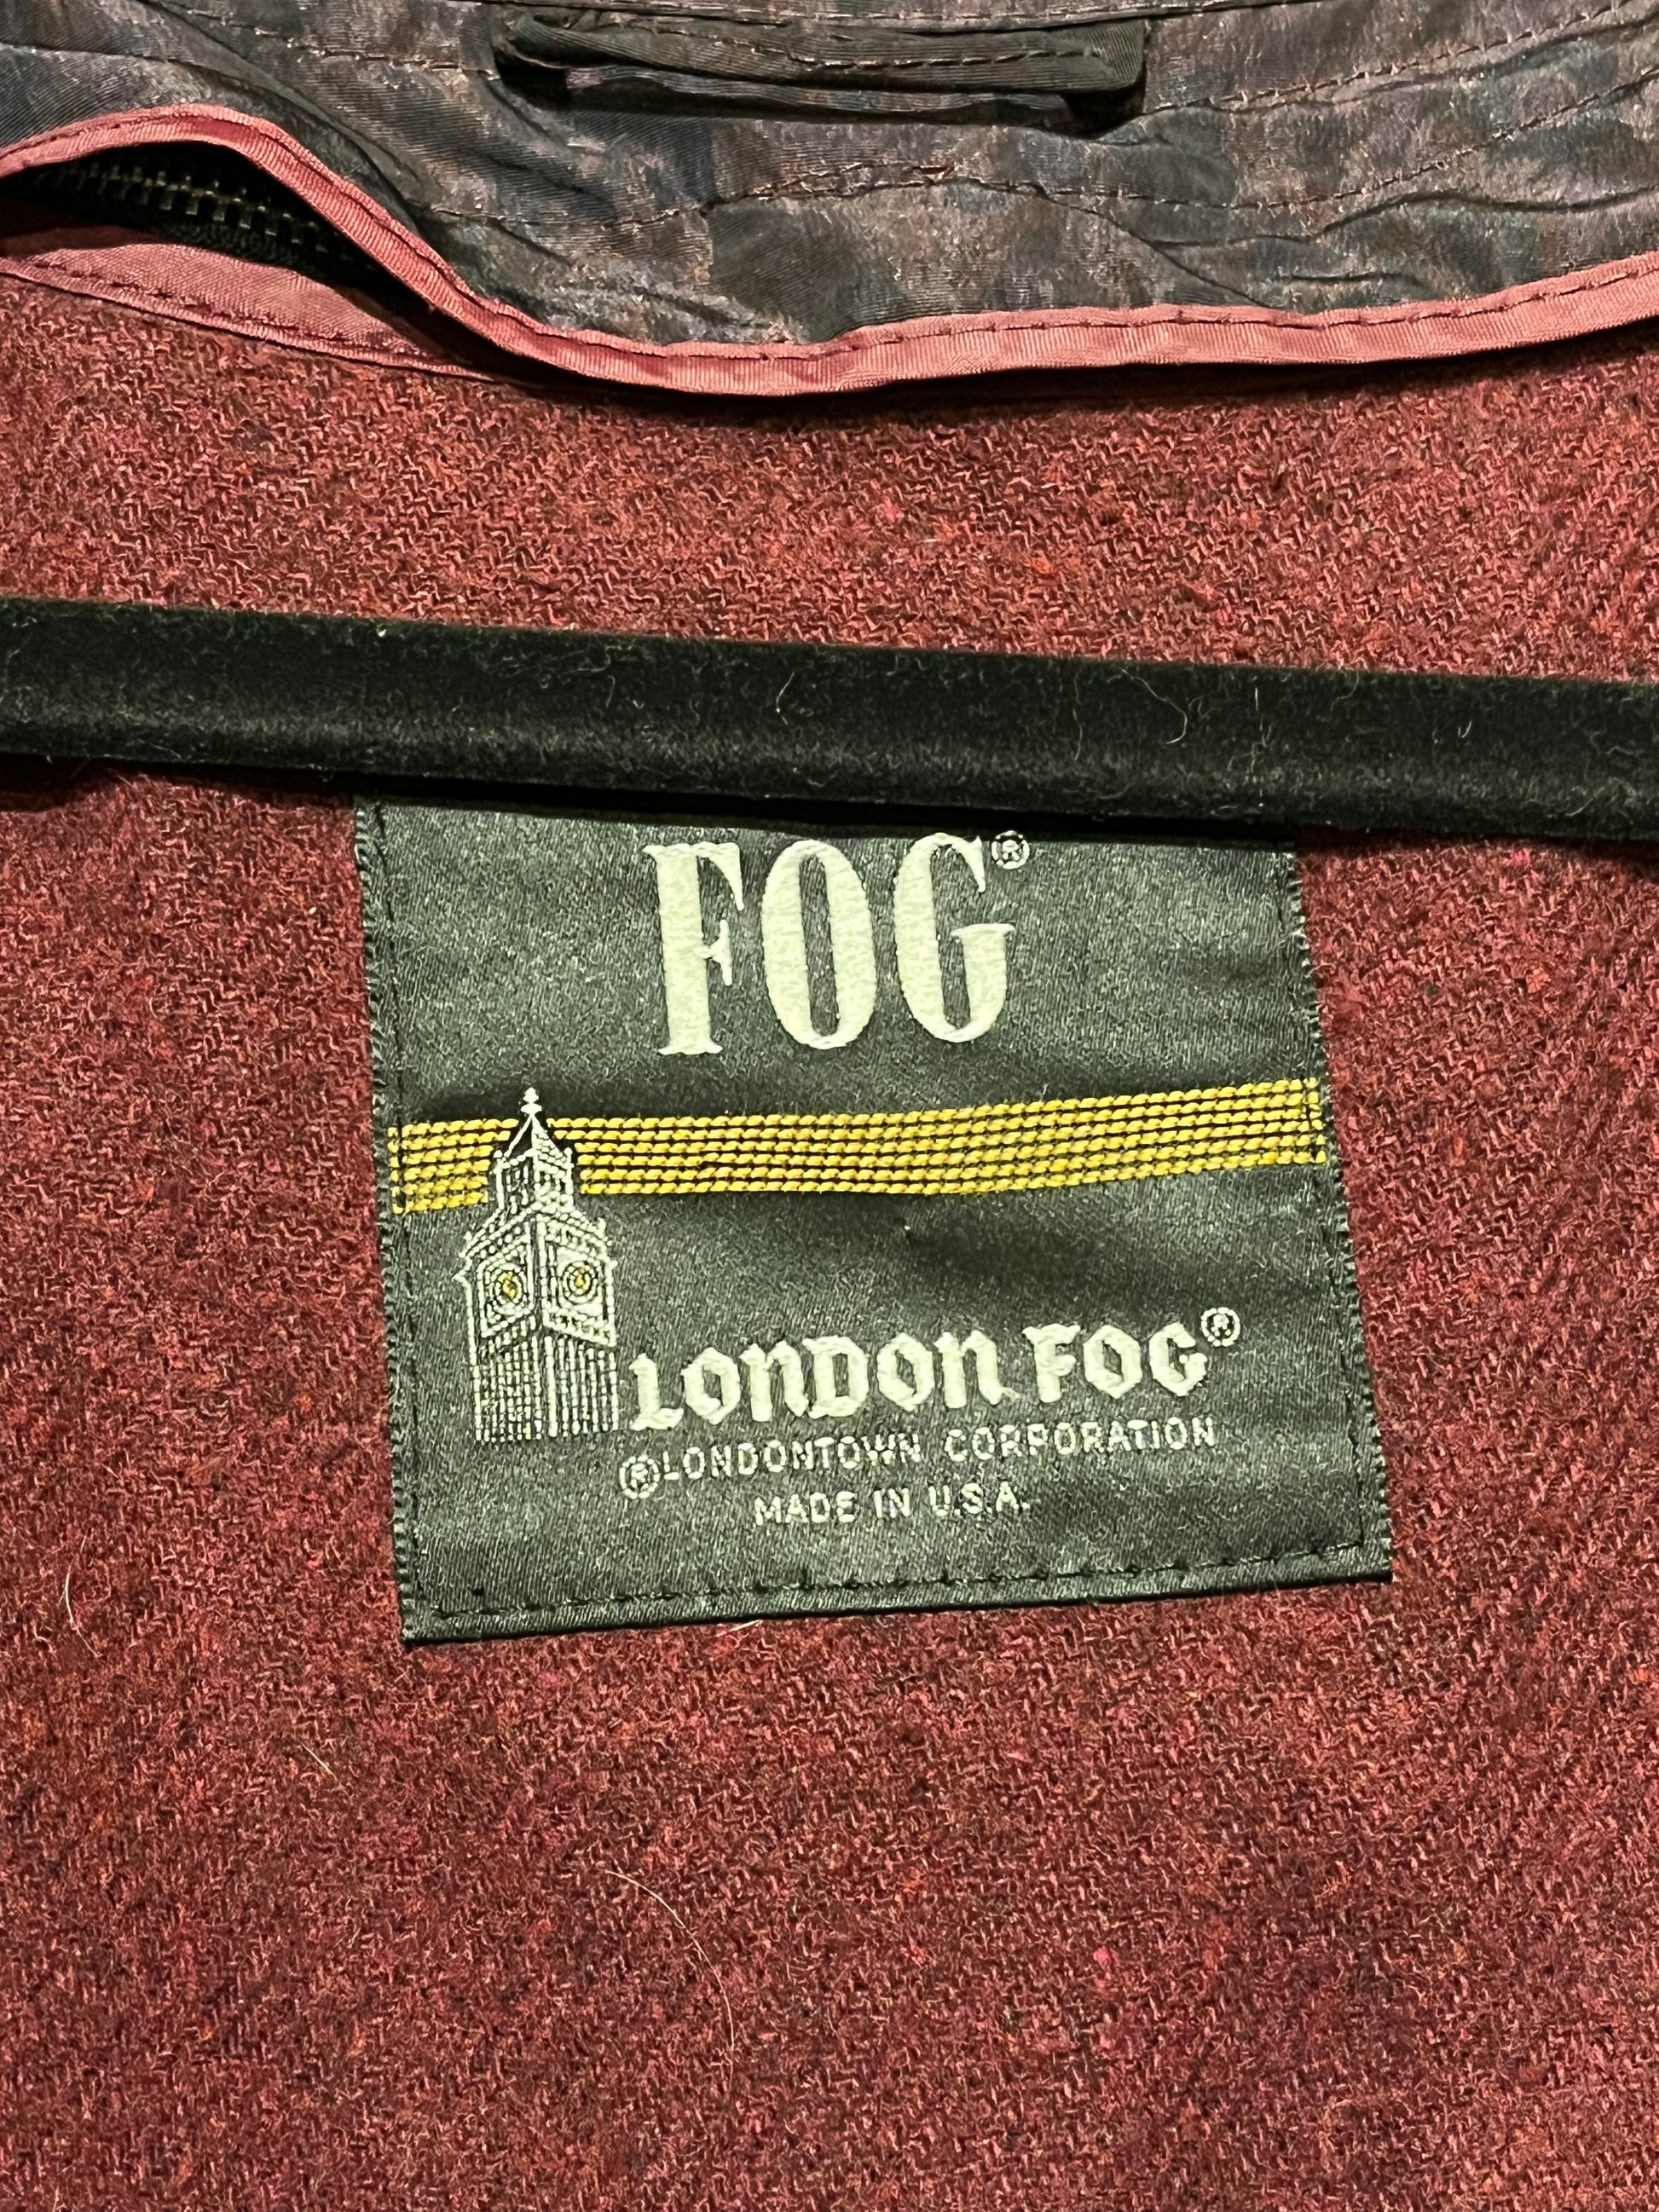 FOG®
LONDON FOG®
®LONDONTOWN CORPORATION
MADE IN U.S.A.